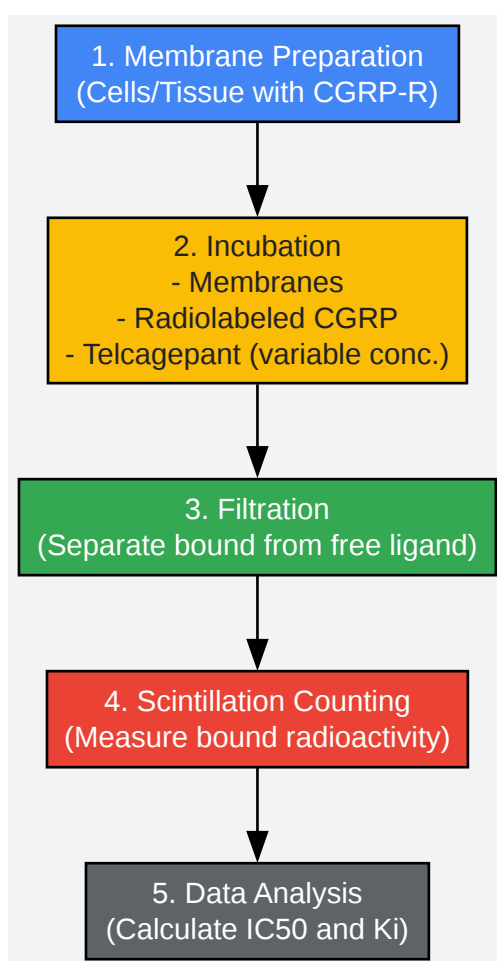 1. Membrane Preparation
(Cells/Tissue with CGRP-R)
2. Incubation
- Membranes
- Radiolabeled CGRP
- Telcagepant (variable conc.)
3. Filtration
(Separate bound from free ligand)
4. Scintillation Counting
(Measure bound radioactivity)
5. Data Analysis
(Calculate IC50 and Ki)